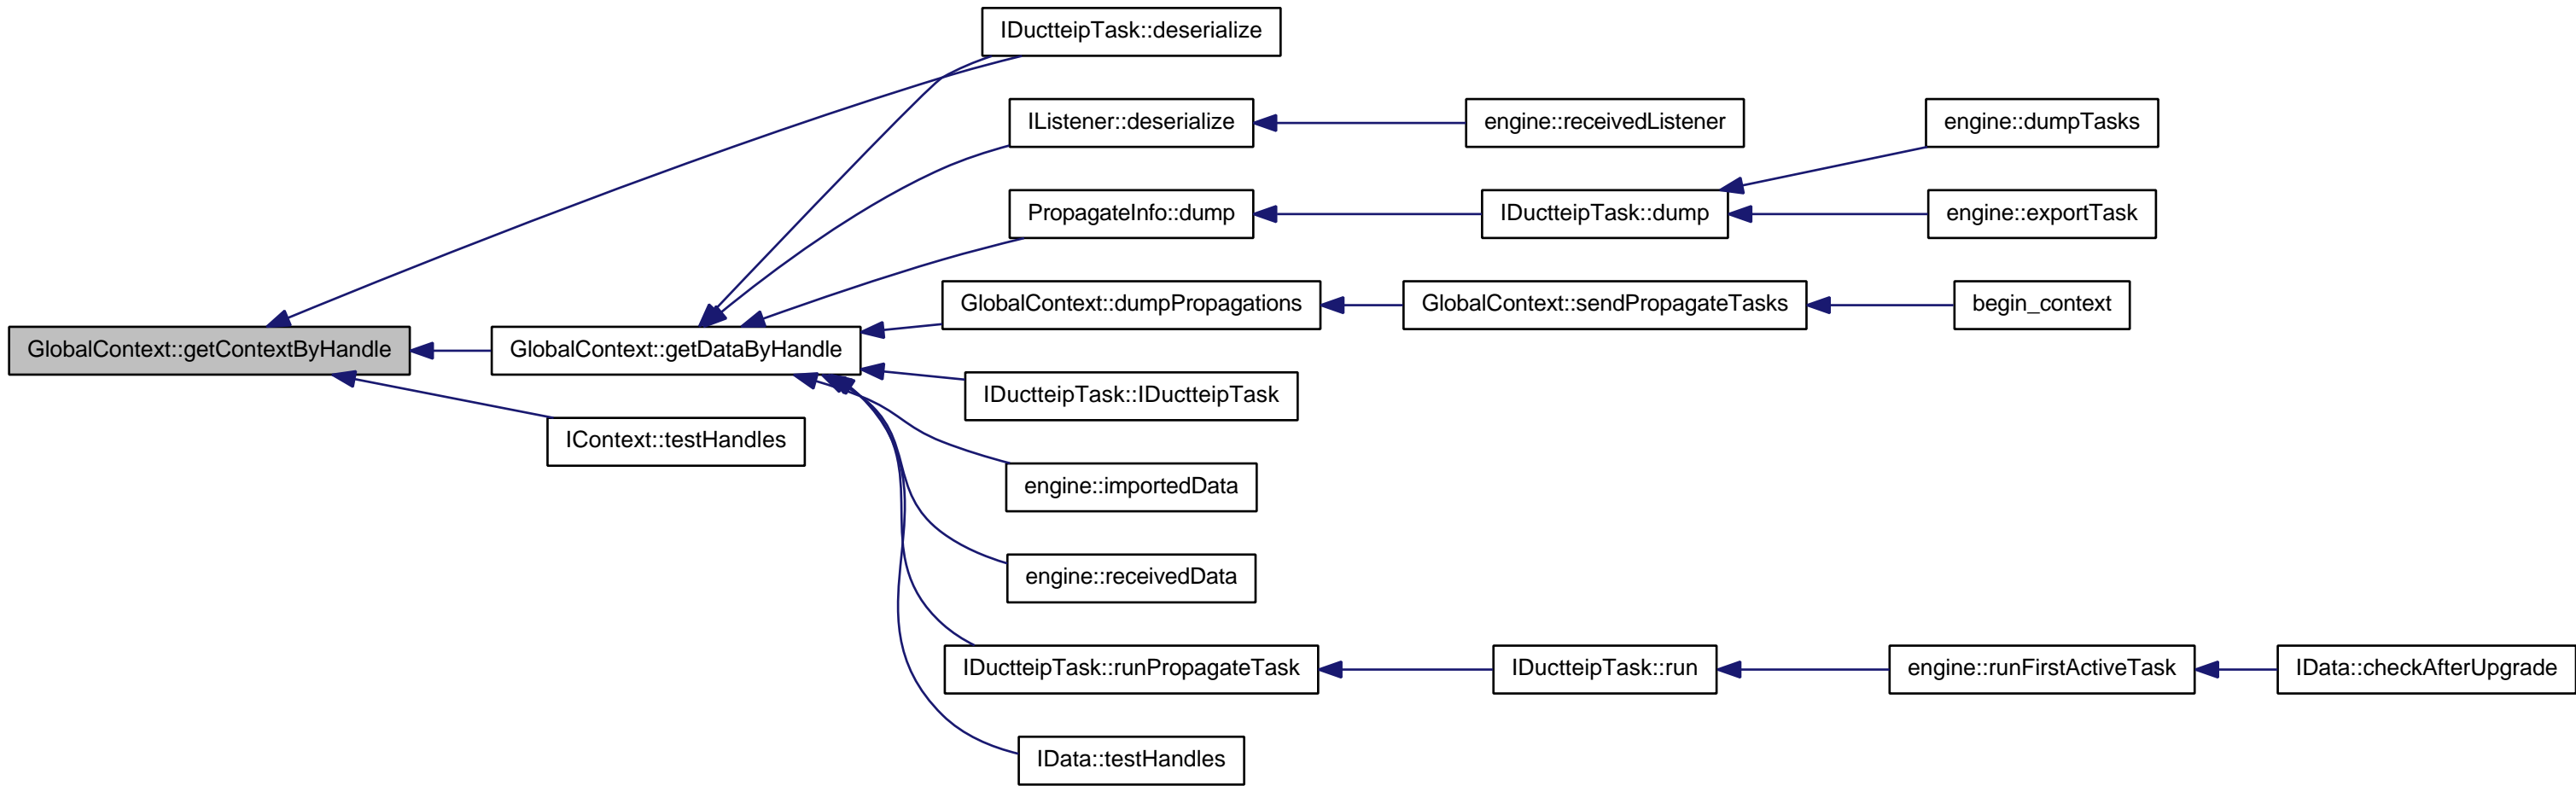 IDuctteipTask::deserialize
IListener::deserialize
engine::receivedListener
engine::dumpTasks
PropagateInfo::dump
IDuctteipTask::dump
engine::exportTask
GlobalContext::dumpPropagations
GlobalContext::sendPropagateTasks
begin_context
GlobalContext::getContextByHandle
GlobalContext::getDataByHandle
IDuctteipTask::IDuctteipTask
IContext::testHandles
engine::importedData
engine::receivedData
IDuctteipTask::runPropagateTask
IDuctteipTask::run
engine::runFirstActiveTask
IData::checkAfterUpgrade
IData::testHandles